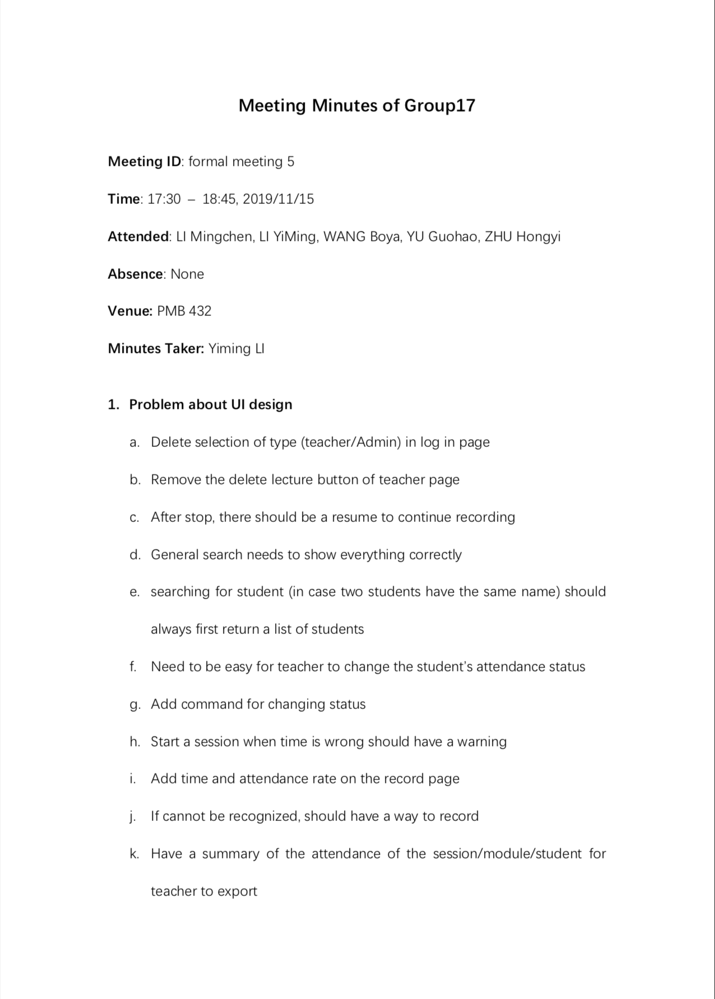 Meeting Minutes of Group17
Meeting ID: formal meeting 5
Time: 17:30 – 18:45, 2019/11/15
Attended: LI Mingchen, LI YiMing, WANG Boya, YU Guohao, ZHU Hongyi
Absence: None
Venue: PMB 432
Minutes Taker: Yiming LI
1. Problem about UI design
a. Delete selection of type (teacher/Admin) in log in page
b. Remove the delete lecture button of teacher page
c. After stop, there should be a resume to continue recording
d. General search needs to show everything correctly
e. searching for student (in case two students have the same name) should
always first return a list of students
f. Need to be easy for teacher to change the student's attendance status
g. Add command for changing status
h. Start a session when time is wrong should have a warning
i. Add time and attendance rate on the record page
j. If cannot be recognized, should have a way to record
k. Have a summary of the attendance of the session/module/student for
teacher to export